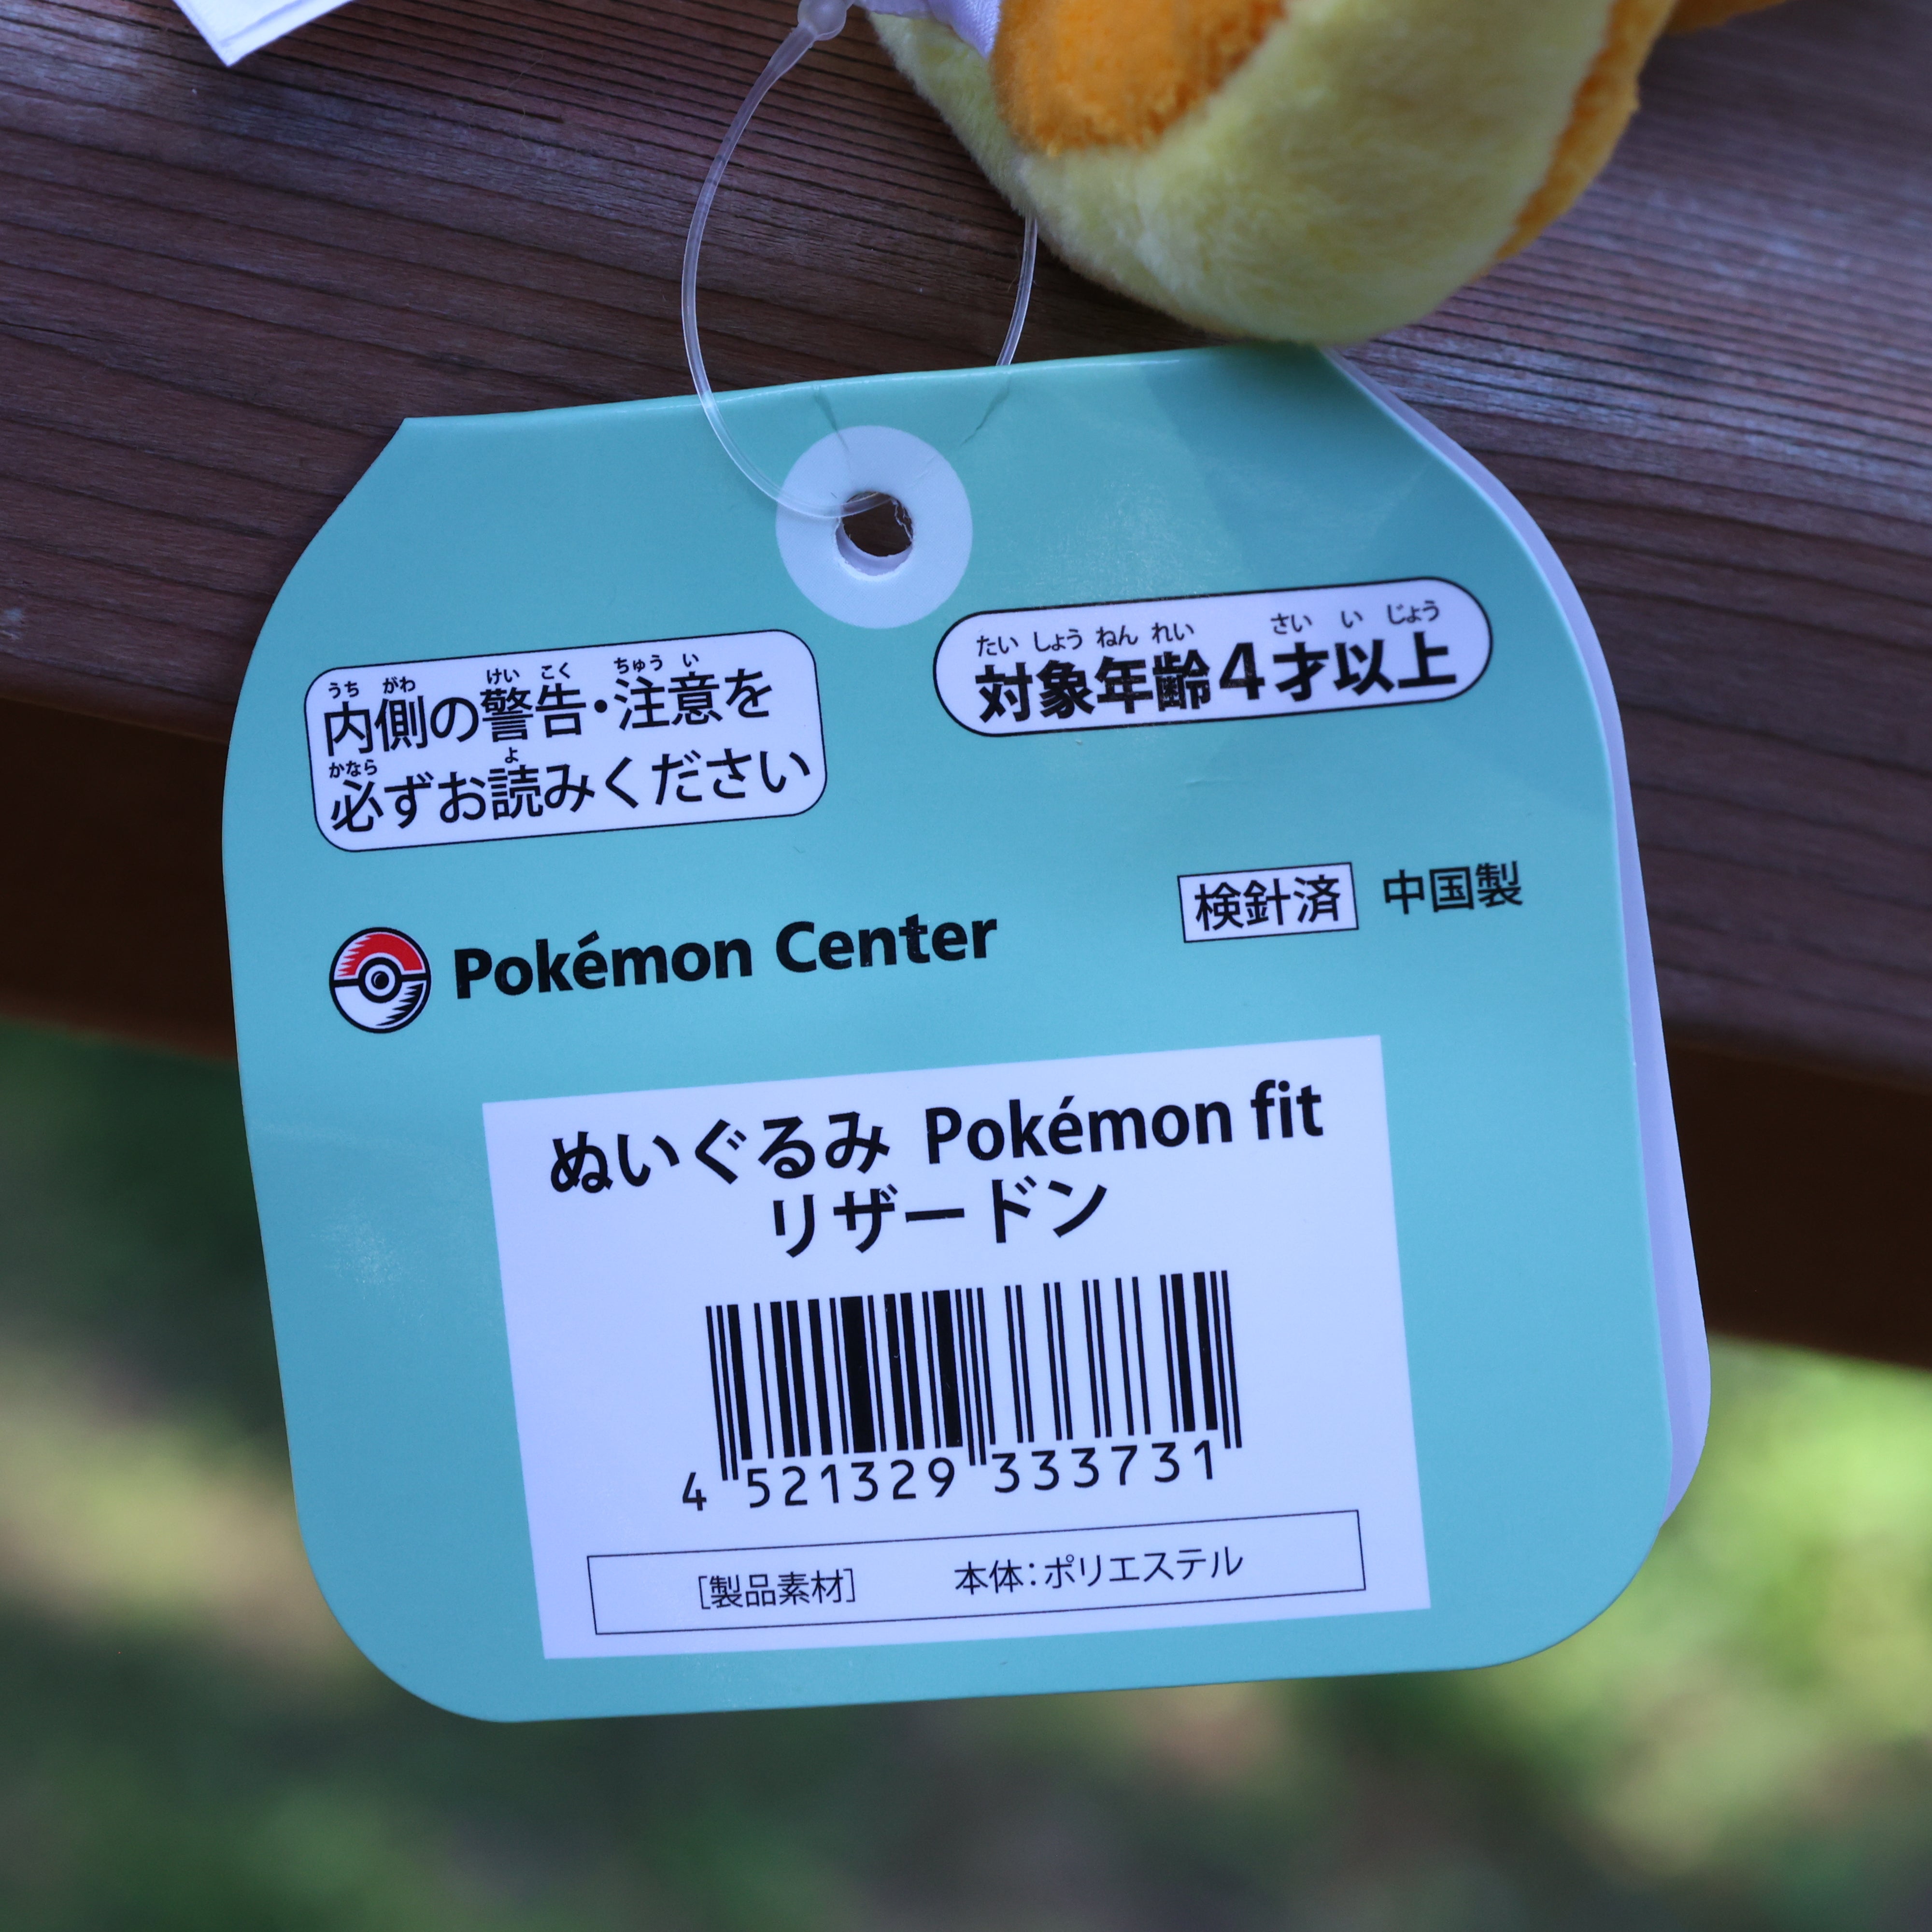 うち がわ けい こく ちゅう い
内側の警告・注意を
かなら よ
必ずお読みください
たい しょう ねん れい さい い じょう
対象年齢4才以上
検針済 中国製
Pokémon Center
ぬいぐるみ Pokémon fit
リザードン
4 521329 333731
[製品素材] 本体：ポリエステル